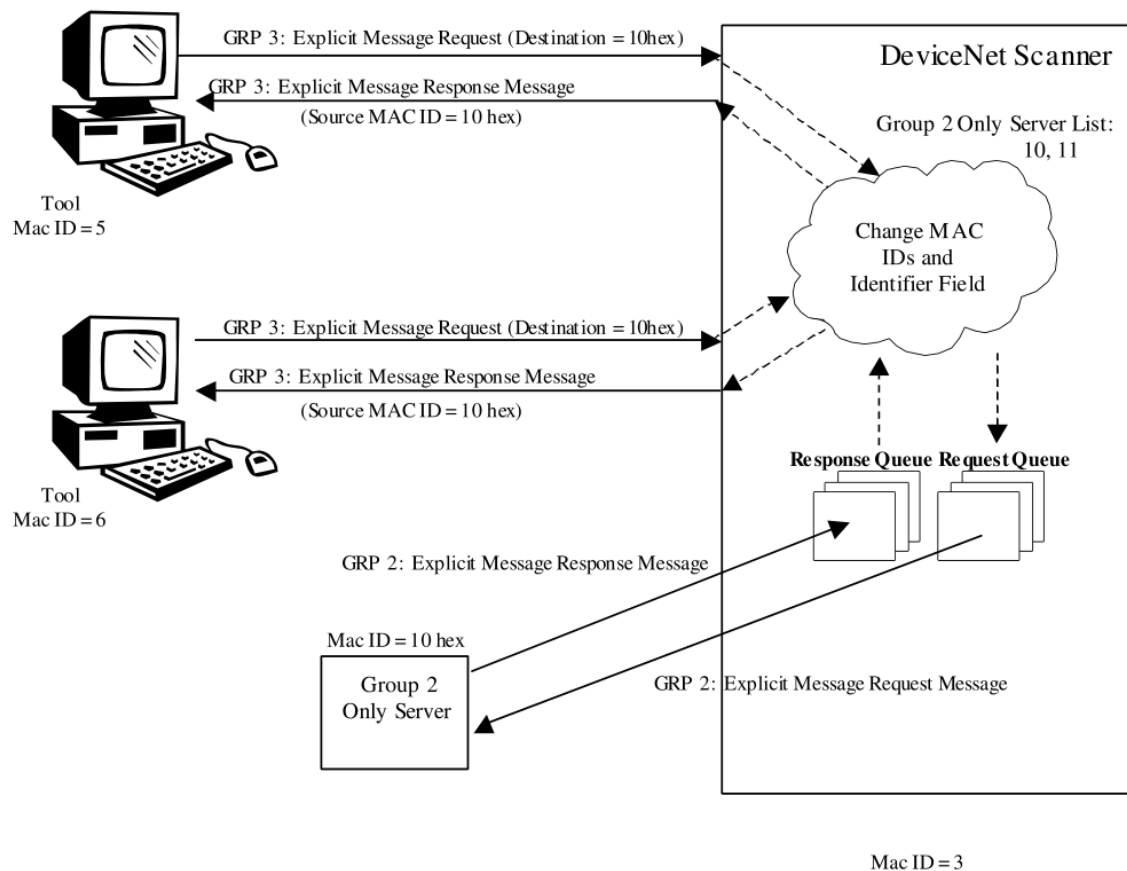 GRP 3: Explicit Message Request (Destination = 10hex)
DeviceNet Scanner
GRP 3: Explicit Message Response Message
(Source MAC ID = 10 hex)
Group 2 Only Server List:
10, 11
Tool
Mac ID = 5
Change MAC
IDs and
Identifier Field
GRP 3: Explicit Message Request (Destination = 10hex)
GRP 3: Explicit Message Response Message
(Source MAC ID = 10 hex)
Tool
Mac ID = 6
Response Queue
Request Queue
GRP 2: Explicit Message Response Message
Mac ID = 10 hex
Group 2
Only Server
GRP 2: Explicit Message Request Message
Mac ID = 3